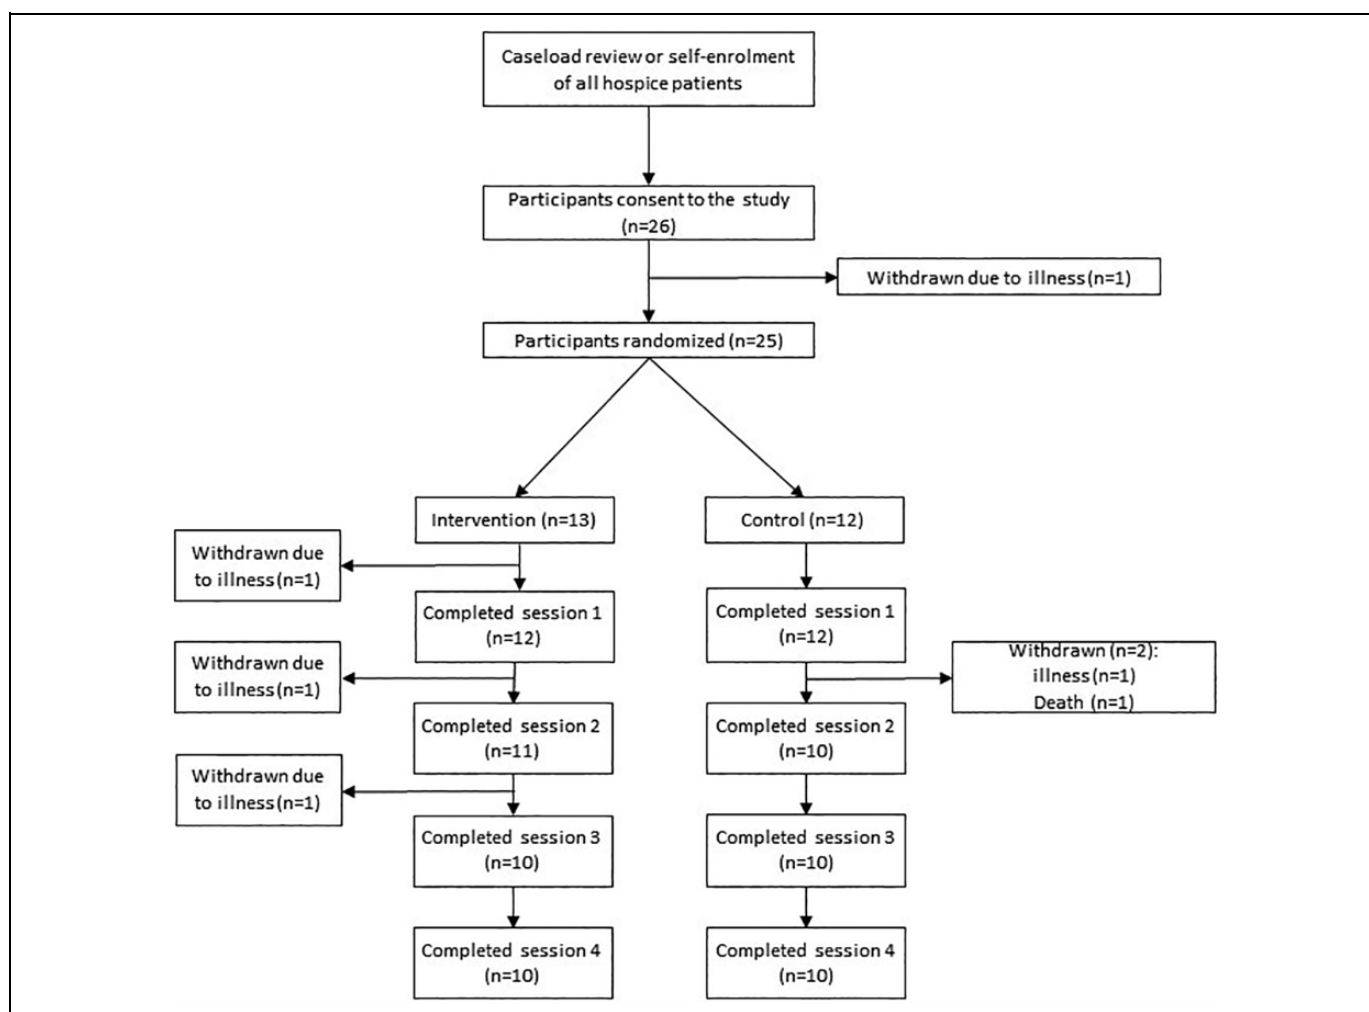 Caseload review or self-enrolment
of all hospice patients
Participants consent to the study
(n=26)
Withdrawn due to illness (n=1)
Participants randomized (n=25)
Intervention (n=13)
Control (n=12)
Withdrawn due
to illness (n=1)
Completed session 1
(n=12)
Completed session 1
(n=12)
Withdrawn due
to illness (n=1)
Withdrawn (n=2):
illness (n=1)
Death (n=1)
Completed session 2
(n=11)
Completed session 2
(n=10)
Withdrawn due
to illness (n=1)
Completed session 3
(n=10)
Completed session 3
(n=10)
Completed session 4
(n=10)
Completed session 4
(n=10)